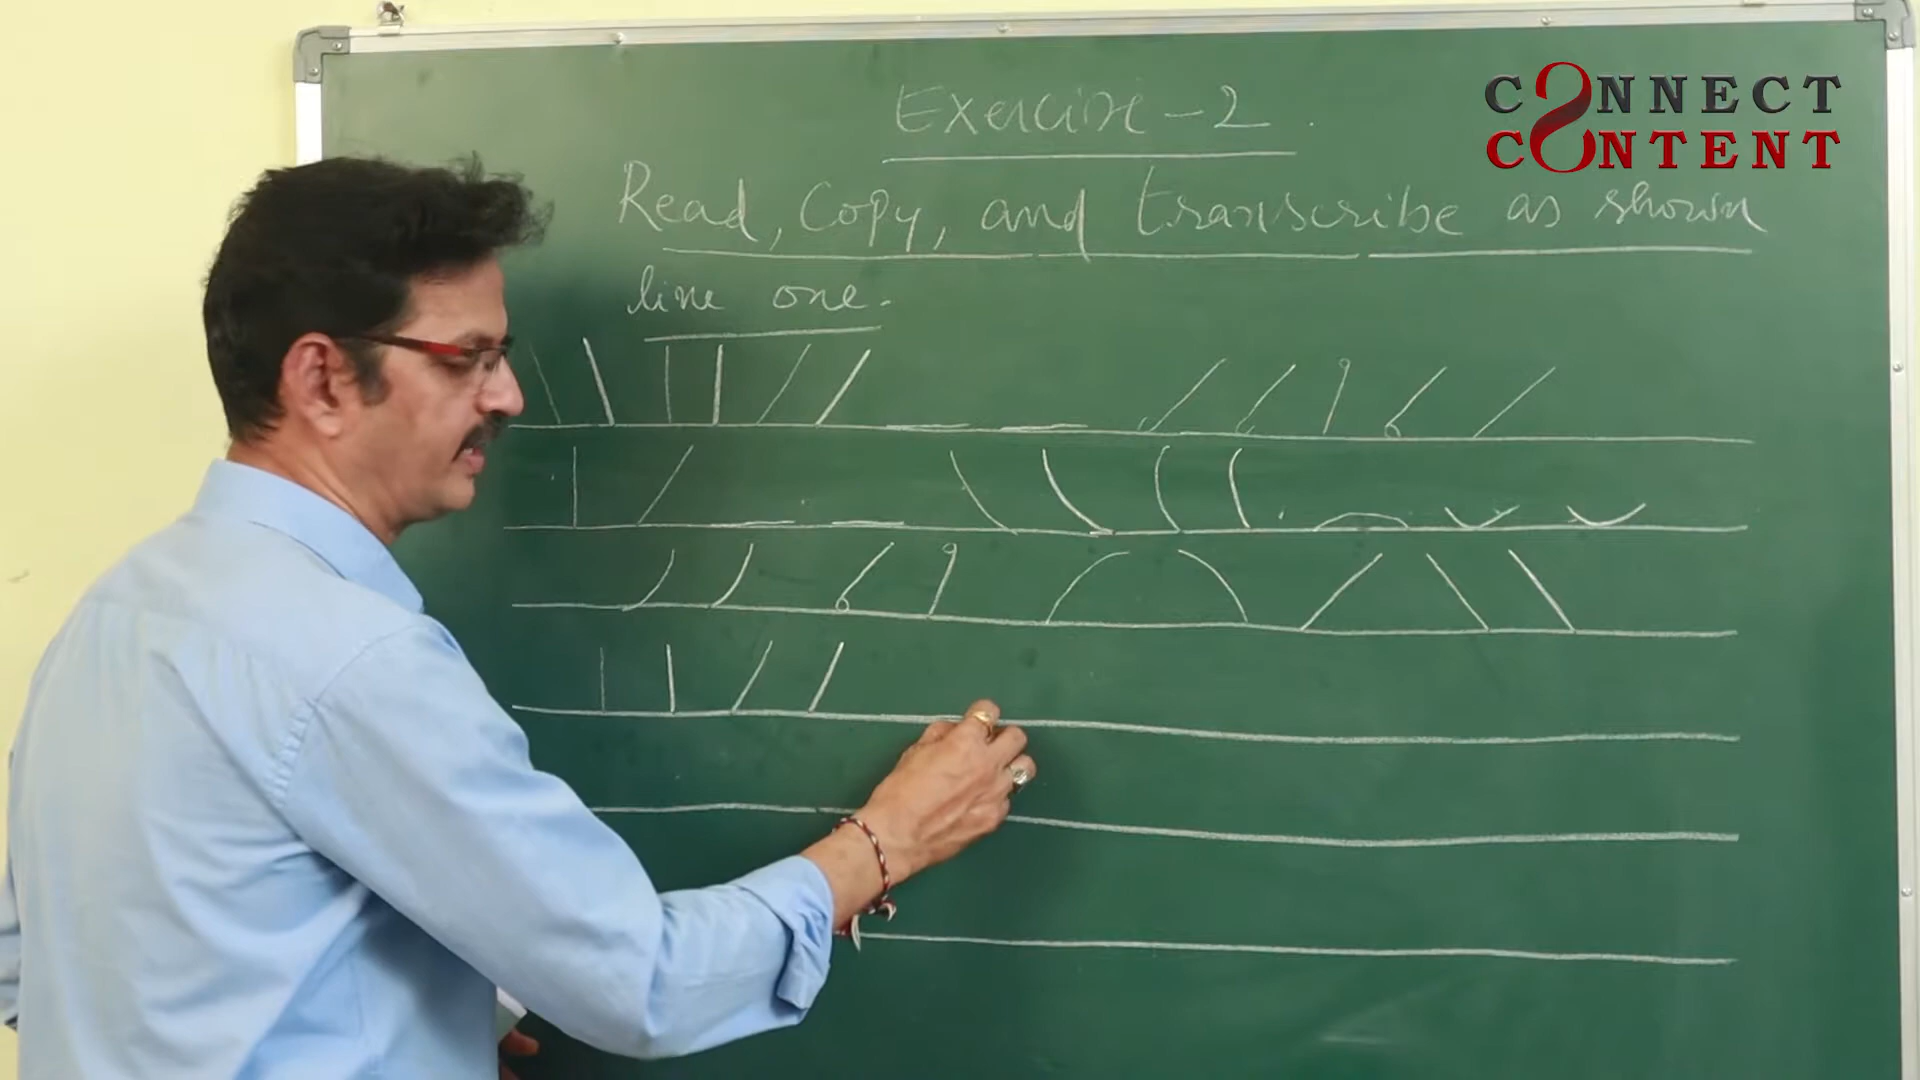 Exercise - 2.
CONNECT
CONTENT
Read, Copy, and transcribe as shown
line one.